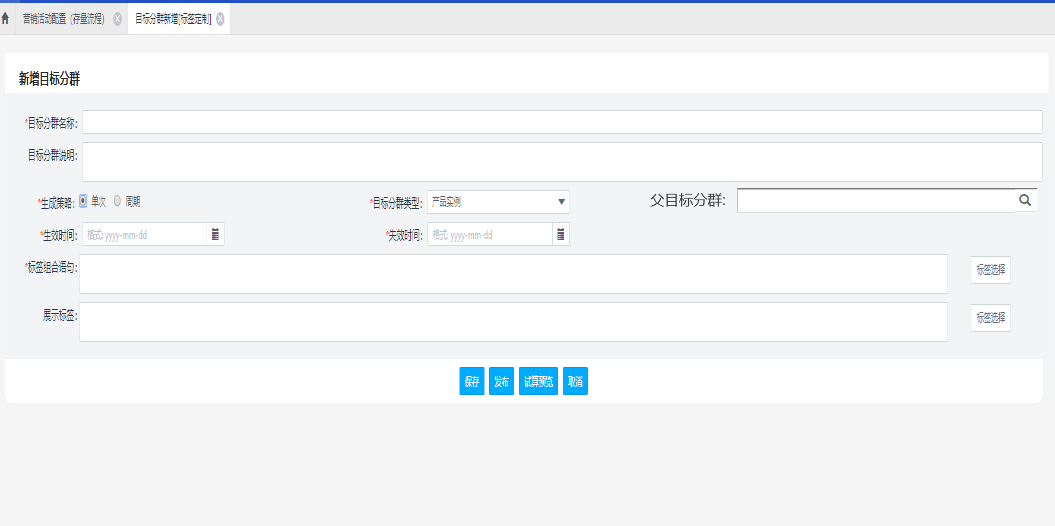 营销活动配置（存量流程） X 目标分群新增[标签定制] X
新增目标分群
*目标分群名称:
目标分群说明:
*生成策略: 单次 周期 *目标分群类型: 产品实例 父目标分群:
*生效时间: 格式: yyyy-mm-dd *失效时间: 格式: yyyy-mm-dd
*标签组合语句: 标签选择
展示标签: 标签选择
保存 发布 试算预览 取消